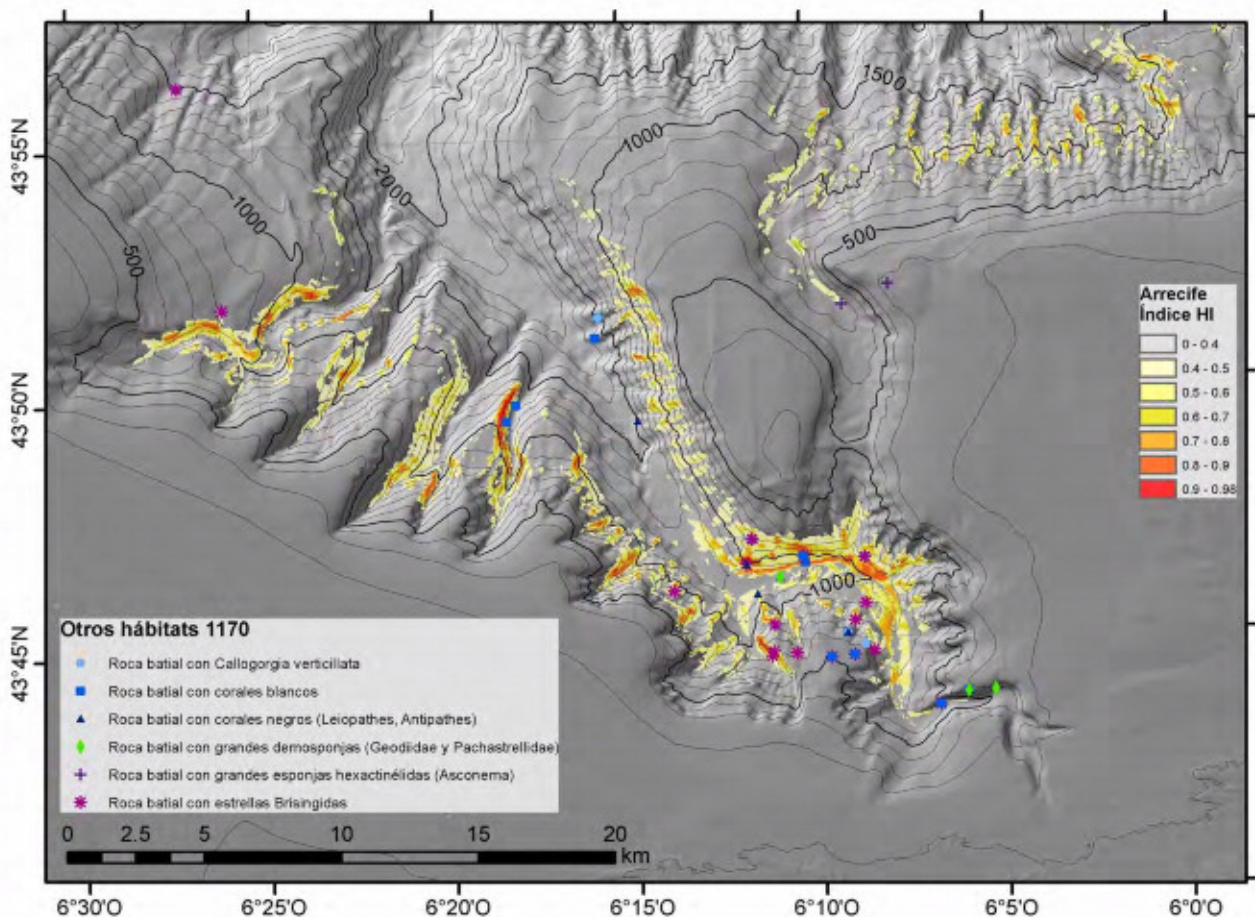 1500
1000
2000
1000
500
500
1000
43°55'N
43°50'N
43°45'N
Arrecife
Índice HI
0 - 0.4
0.4 - 0.5
0.5 - 0.6
0.6 - 0.7
0.7 - 0.8
0.8 - 0.9
0.9 - 0.98
Otros hábitats 1170
Roca batial con Callogorgia verticillata
Roca batial con corales blancos
Roca batial con corales negros (Leiopathes, Antipathes)
Roca batial con grandes demosponjas (Geodiidae y Pachastrellidae)
Roca batial con grandes esponjas hexactinélidas (Asconema)
Roca batial con estrellas Brisingidas
0 2.5 5 10 15 20
km
6°30'O 6°25'O 6°20'O 6°15'O 6°10'O 6°5'O 6°0'O